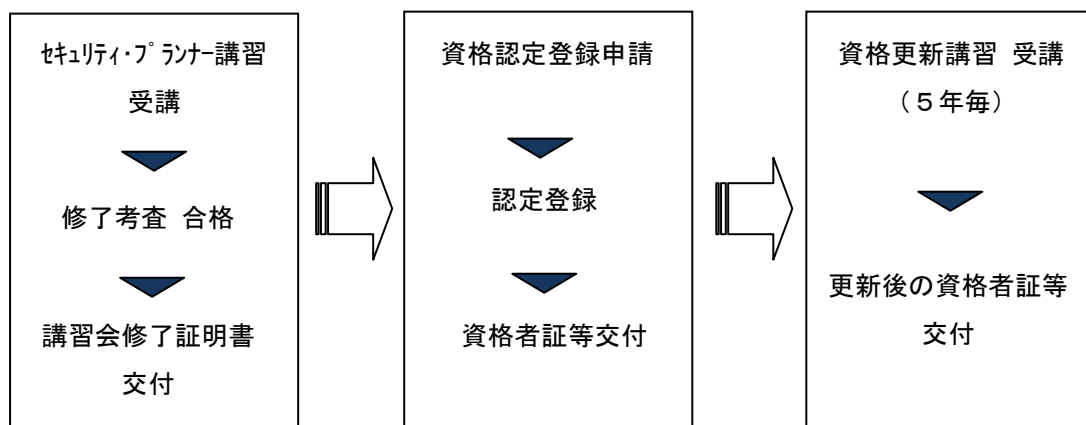 ｾｷｭﾘﾃｨ・ﾌﾟランナー講習
受講
修了考査 合格
講習会修了証明書
交付
資格認定登録申請
認定登録
資格者証等交付
資格更新講習 受講
（５年毎）
更新後の資格者証等
交付